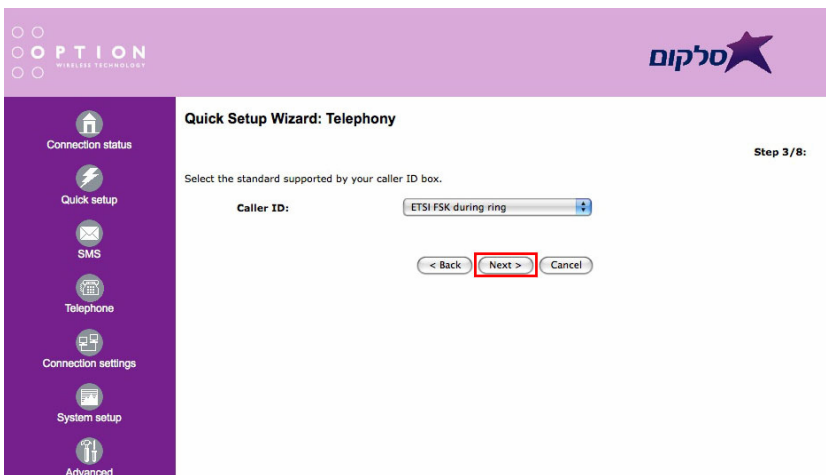 OPTION
WIRELESS TECHNOLOGY
סלקום
Connection status
Quick setup
SMS
Telephone
Connection settings
System setup
Advanced
Quick Setup Wizard: Telephony
Step 3/8:
Select the standard supported by your caller ID box.
Caller ID: ETSI FSK during ring
< Back Next > Cancel